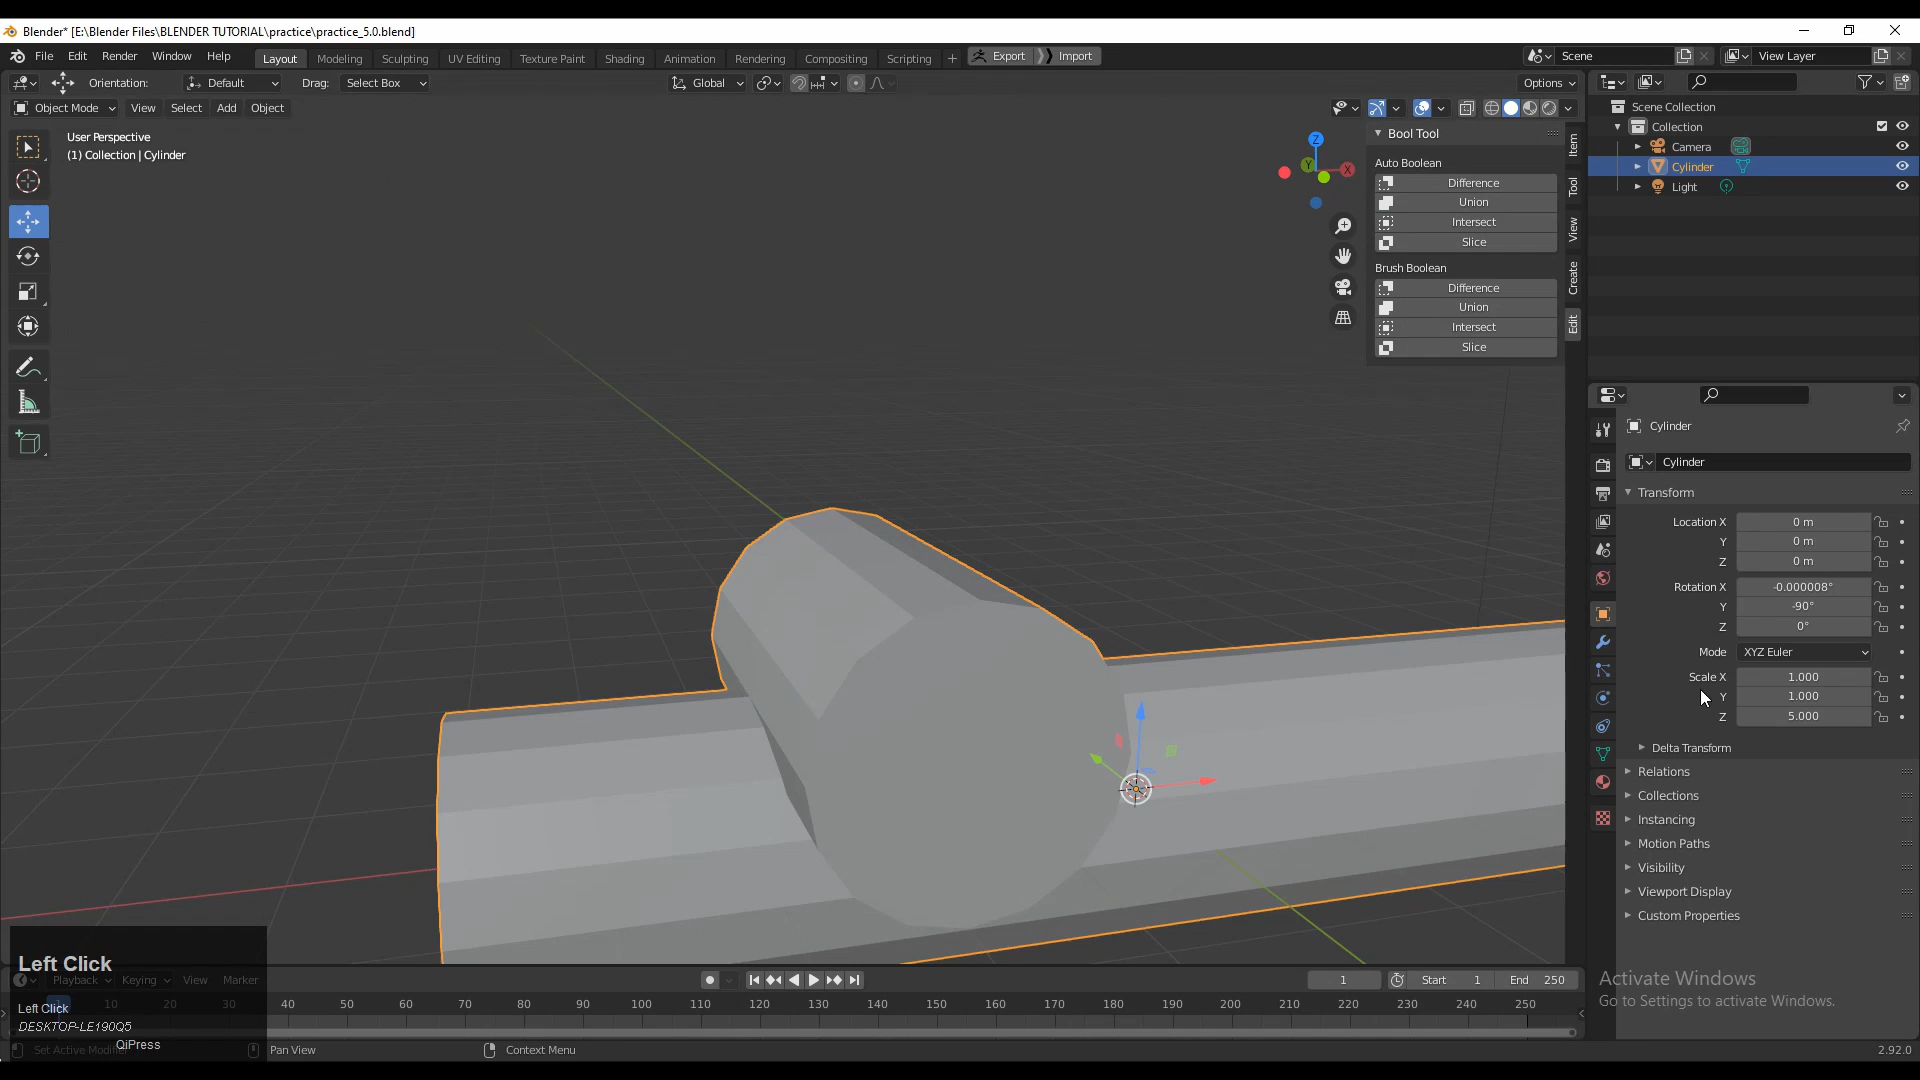 Blender* [E:\Blender Files\BLENDER TUTORIAL\practice\practice_5.0.blend]
File Edit Render Window Help Layout Modeling Sculpting UV Editing Texture Paint Shading Animation Rendering Compositing Scripting + Export Import Scene View Layer
Orientation: Default Drag: Select Box Global Options
Object Mode View Select Add Object
User Perspective
(1) Collection | Cylinder
Z
Y
X
Bool Tool
Auto Boolean
Difference
Union
Intersect
Slice
Brush Boolean
Difference
Union
Intersect
Slice
Item
Tool
View
Create
Edit
Scene Collection
Collection
Camera
Cylinder
Light
Cylinder
Cylinder
Transform
Location X 0 m
Y 0 m
Z 0 m
Rotation X -0.000008°
Y -90°
Z 0°
Mode XYZ Euler
Scale X 1.000
Y 1.000
Z 5.000
Delta Transform
Relations
Collections
Instancing
Motion Paths
Visibility
Viewport Display
Custom Properties
Activate Windows
Go to Settings to activate Windows.
Left Click
Playback Keying View Marker 1 Start 1 End 250
1 10 20 30 40 50 60 70 80 90 100 110 120 130 140 150 160 170 180 190 200 210 220 230 240 250
Left Click
DESKTOP-LE190Q5
QiPress
Set Active Modifier Pan View Context Menu 2.92.0